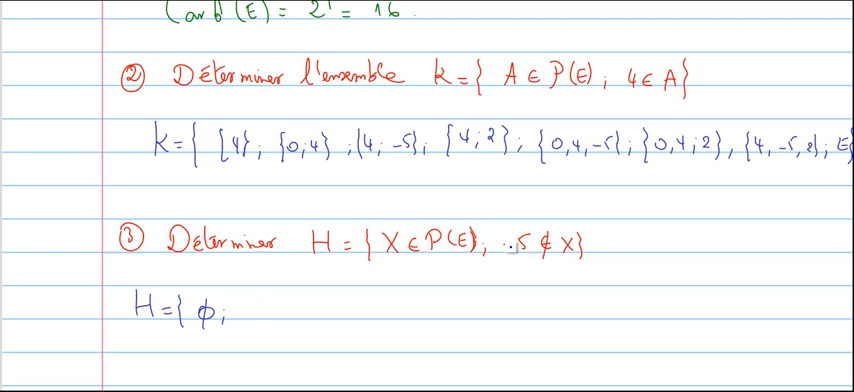 Card P(E) = 2⁴ = 16.
② Déterminer l'ensemble K = { A ∈ P(E) ; 4 ∈ A}
K = { {4} ; {0,4} ; {4; -5} ; {4; 2} ; {0,4,-5} ; {0,4;2} , {4,-5,2} ; E}
③ Déterminer H = { X ∈ P(E) ; -5 ∉ X}
H = { ϕ ;